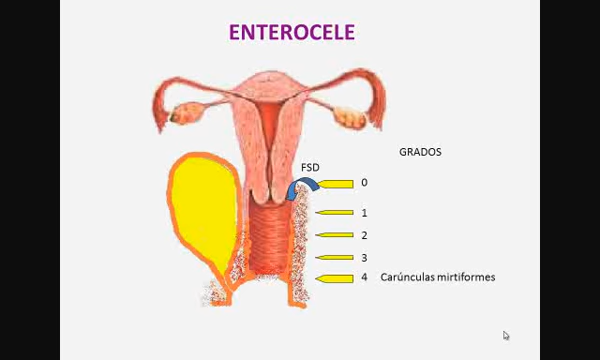 ENTEROCELE
GRADOS
FSD
0
1
2
3
4 Carúnculas mirtiformes